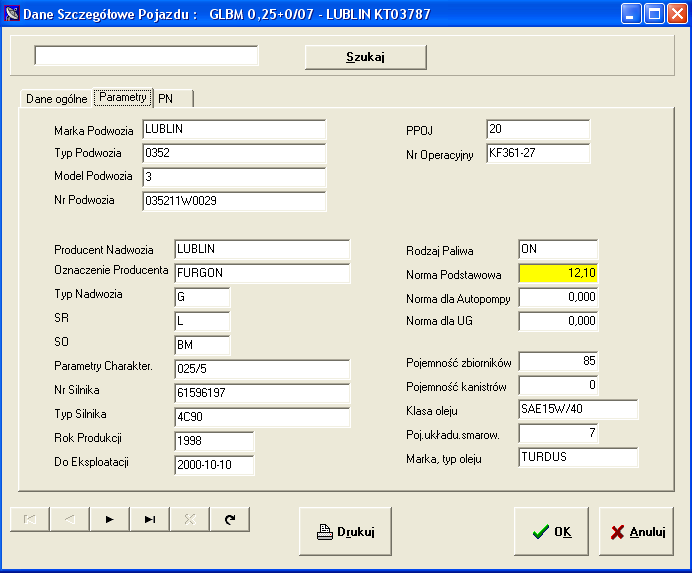 Dane Szczegółowe Pojazdu :    GLBM 0,25+0/07 - LUBLIN KT03787
Szukaj
Dane ogólne Parametry PN
Marka Podwozia LUBLIN
Typ Podwozia 0352
Model Podwozia 3
Nr Podwozia 035211W0029
PPOJ 20
Nr Operacyjny KF361-27
Producent Nadwozia LUBLIN
Oznaczenie Producenta FURGON
Typ Nadwozia G
SR L
SO BM
Parametry Charakter. 025/5
Nr Silnika 61596197
Typ Silnika 4C90
Rok Produkcji 1998
Do Eksploatacji 2000-10-10
Rodzaj Paliwa ON
Norma Podstawowa 12,10
Norma dla Autopompy 0,000
Norma dla UG 0,000
Pojemność zbiorników 85
Pojemność kanistrów 0
Klasa oleju SAE15W/40
Poj.układu.smarow. 7
Marka, typ oleju TURDUS
Drukuj
OK
Anuluj